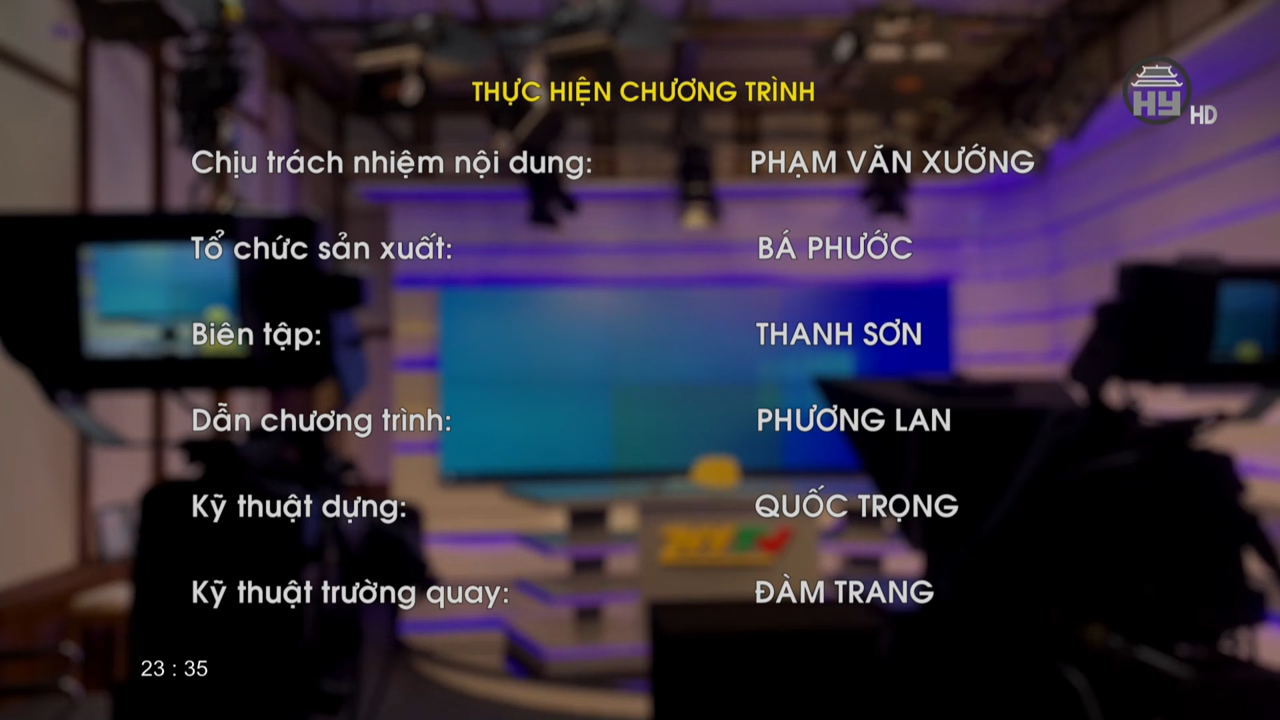 THỰC HIỆN CHƯƠNG TRÌNH
HY HD
Chịu trách nhiệm nội dung: PHẠM VĂN XƯỚNG
Tổ chức sản xuất: BÁ PHƯỚC
Biên tập: THANH SƠN
Dẫn chương trình: PHƯƠNG LAN
Kỹ thuật dựng: QUỐC TRỌNG
Kỹ thuật trường quay: ĐÀM TRANG
23 : 35